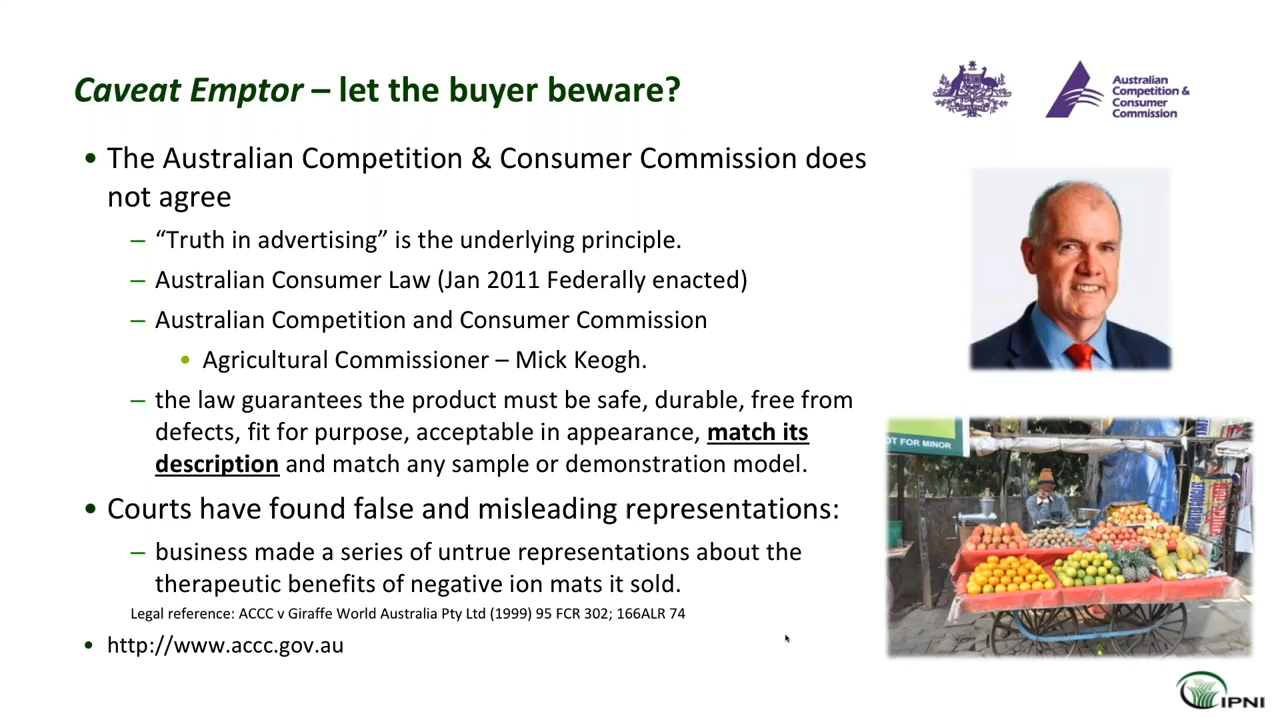 Caveat Emptor – let the buyer beware?
Australian
Competition &
Consumer
Commission
• The Australian Competition & Consumer Commission does
not agree
– “Truth in advertising” is the underlying principle.
– Australian Consumer Law (Jan 2011 Federally enacted)
– Australian Competition and Consumer Commission
• Agricultural Commissioner – Mick Keogh.
– the law guarantees the product must be safe, durable, free from
defects, fit for purpose, acceptable in appearance, match its
description and match any sample or demonstration model.
• Courts have found false and misleading representations:
– business made a series of untrue representations about the
therapeutic benefits of negative ion mats it sold.
Legal reference: ACCC v Giraffe World Australia Pty Ltd (1999) 95 FCR 302; 166ALR 74
• http://www.accc.gov.au
FOR MINOR
IPNI